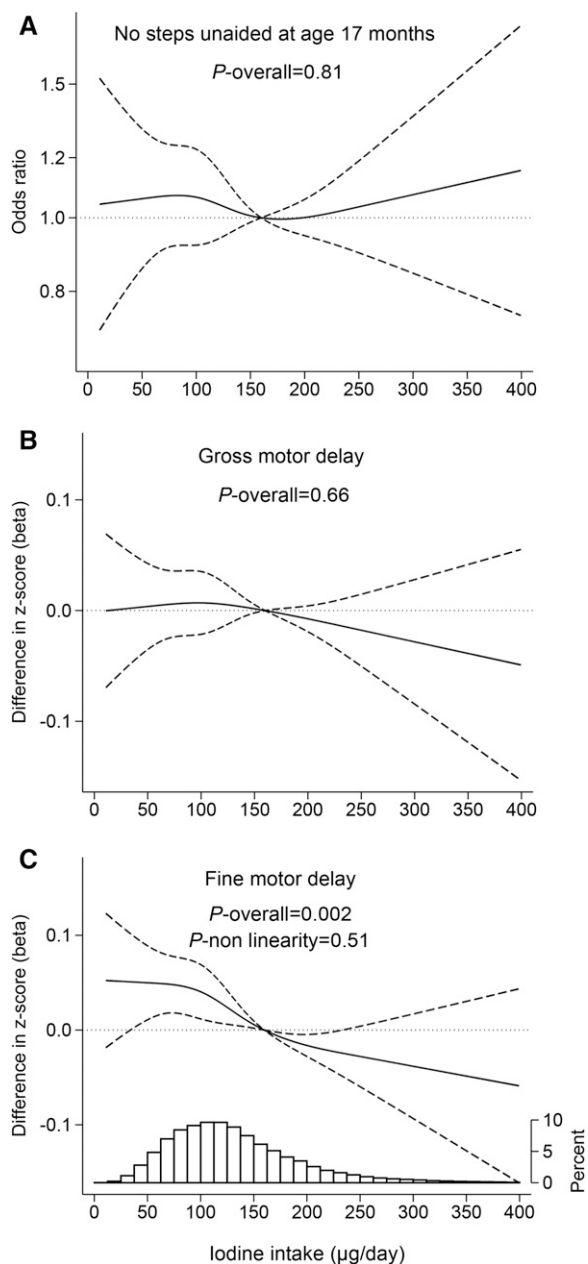 A
No steps unaided at age 17 months
P-overall=0.81
Odds ratio
1.5
1.2
1.0
0.8
0 50 100 150 200 250 300 350 400
B
Gross motor delay
P-overall=0.66
Difference in z-score (beta)
0.1
0.0
-0.1
0 50 100 150 200 250 300 350 400
C
Fine motor delay
P-overall=0.002
P-non linearity=0.51
Difference in z-score (beta)
0.1
0.0
-0.1
10
5
0
Percent
0 50 100 150 200 250 300 350 400
Iodine intake (µg/day)